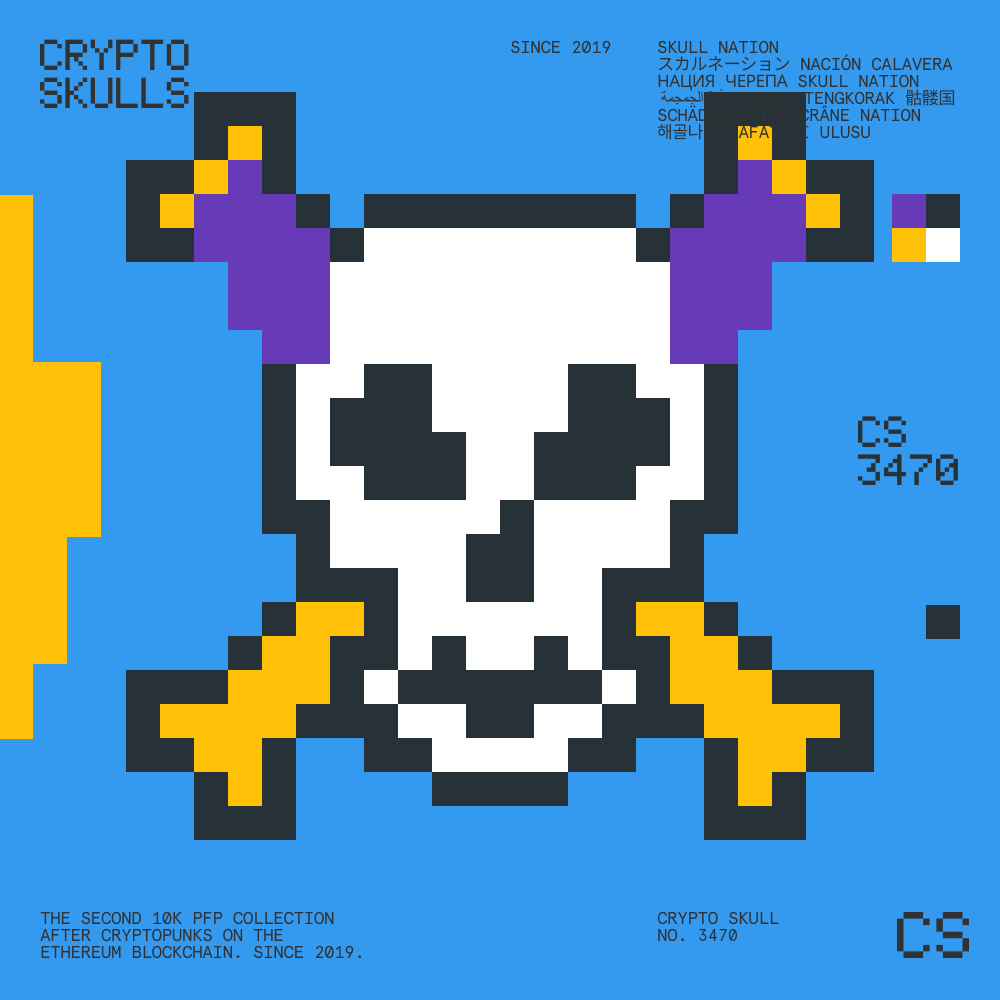 CRYPTO
SKULLS
SINCE 2019
SKULL NATION
スカルネーション NACIÓN CALAVERA
НАЦИЯ ЧЕРЕПА SKULL NATION
الجمجمة TENGKORAK 骷髅国
CRÂNE NATION
ULUSU
CS
3470
THE SECOND 10K PFP COLLECTION
AFTER CRYPTOPUNKS ON THE
ETHEREUM BLOCKCHAIN. SINCE 2019.
CRYPTO SKULL
NO. 3470
CS